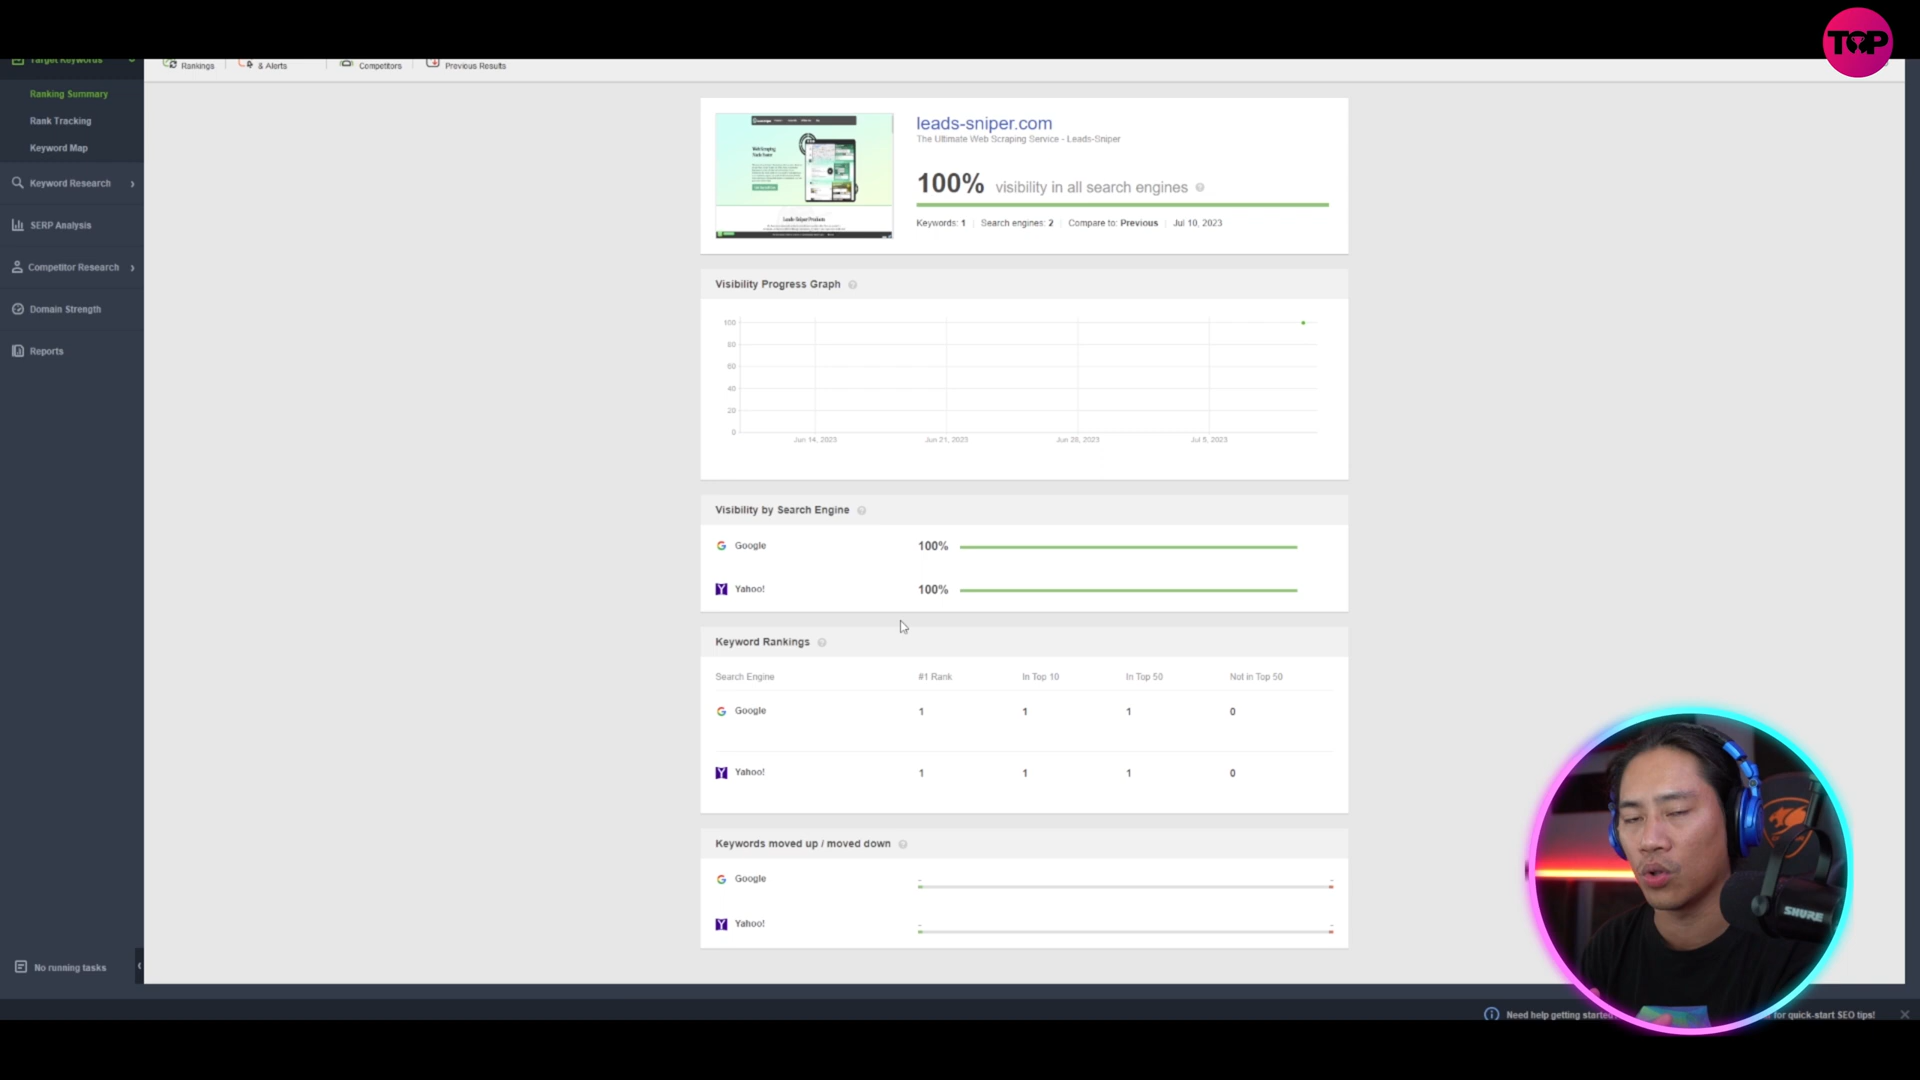 TOP
Target Keywords
Rankings & Alerts Competitors Previous Results
Ranking Summary
Rank Tracking
Keyword Map
Keyword Research
SERP Analysis
Competitor Research
Domain Strength
Reports
No running tasks
leads-sniper.com
The Ultimate Web Scraping Service - Leads-Sniper
100% visibility in all search engines
Keywords: 1 Search engines: 2 Compare to: Previous Jul 10, 2023
Visibility Progress Graph
100
80
60
40
20
0
Jun 14, 2023 Jun 21, 2023 Jun 28, 2023 Jul 5, 2023
Visibility by Search Engine
Google 100%
Yahoo! 100%
Keyword Rankings
Search Engine #1 Rank In Top 10 In Top 50 Not in Top 50
Google 1 1 1 0
Yahoo! 1 1 1 0
Keywords moved up / moved down
Google - -
Yahoo! - -
SHURE
Need help getting started
for quick-start SEO tips!